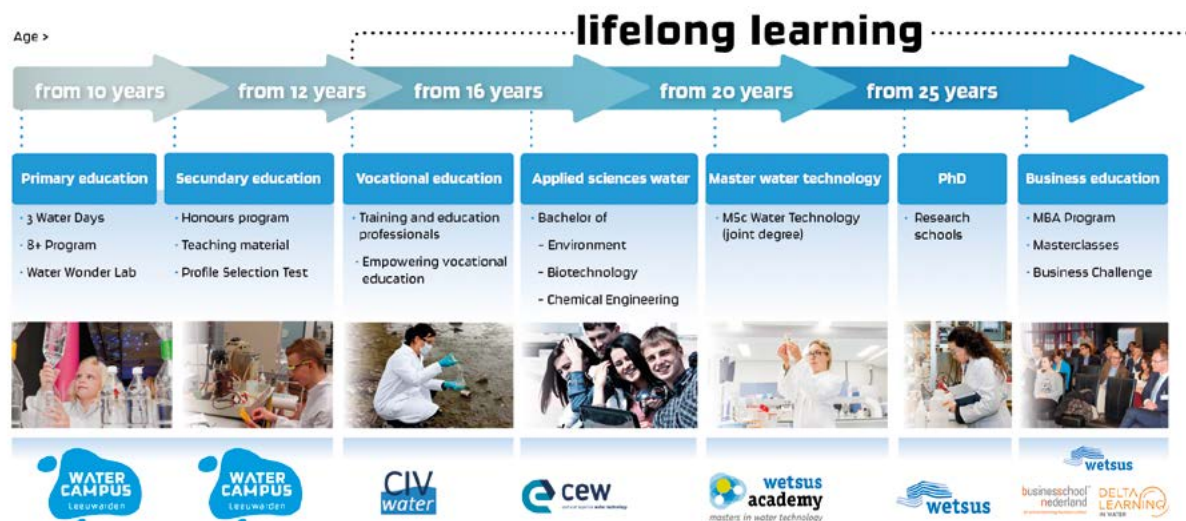 lifelong learning
Age >
from 10 years
from 12 years
from 16 years
from 20 years
from 25 years
Primary education
· 3 Water Days
· 8+ Program
· Water Wonder Lab
Secundary education
· Honours program
· Teaching material
· Profile Selection Test
Vocational education
· Training and education
professionals
· Empowering vocational
education
Applied sciences water
· Bachelor of
- Environment
- Biotechnology
- Chemical Engineering
Master water technology
· MSc Water Technology
(joint degree)
PhD
· Research
schools
Business education
· MBA Program
· Masterclasses
· Business Challenge
WATER
CAMPUS
Leeuwarden
WATER
CAMPUS
Leeuwarden
CIV
water
cew
wetsus
academy
masters in water technology
wetsus
wetsus
businesschool
nederland
DELTA
LEARNING
IN WATER